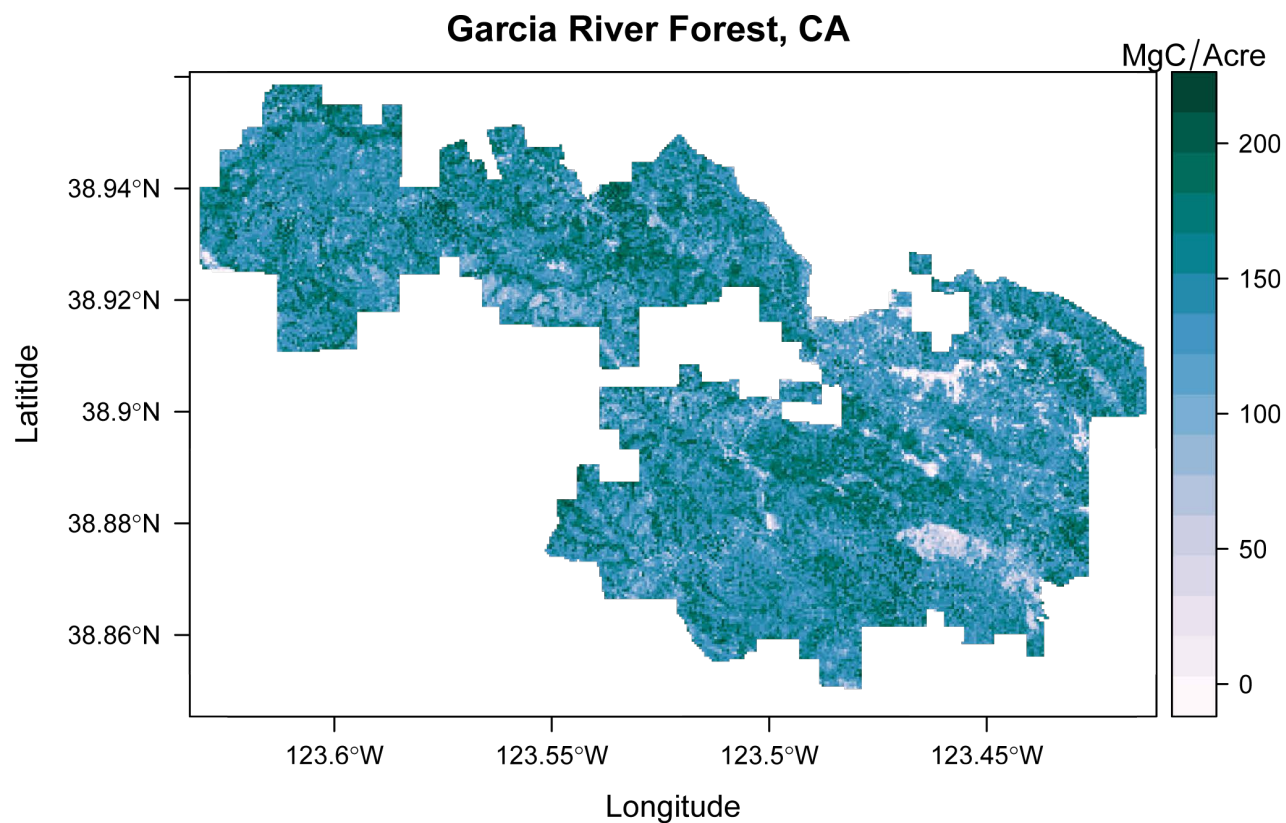 Garcia River Forest, CA
MgC/Acre
38.94°N
38.92°N
38.9°N
38.88°N
38.86°N
Latitide
200
150
100
50
0
123.6°W
123.55°W
123.5°W
123.45°W
Longitude